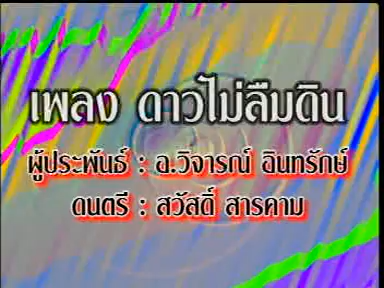 เพลง ดาวไม่ลืมดิน
ผู้ประพันธ์ : อ.วิจารณ์ อินทรักษ์
ดนตรี : สวัสดิ์ สารคาม